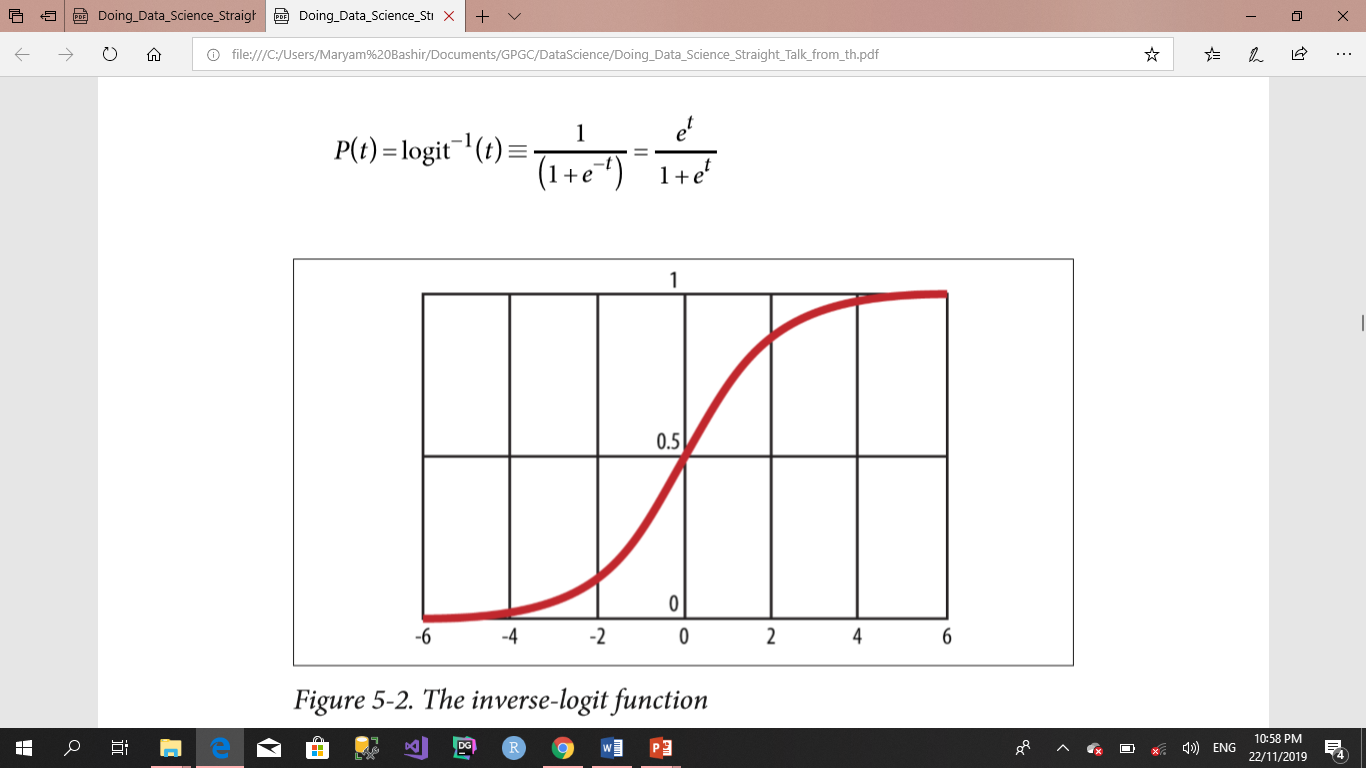 Doing_Data_Science_Straigh
Doing_Data_Science_Str
file:///C:/Users/Maryam%20Bashir/Documents/GPGC/DataScience/Doing_Data_Science_Straight_Talk_from_th.pdf
P(t) = logit⁻¹(t) ≡ 1/(1+e⁻ᵗ) = eᵗ/1+eᵗ
1
0.5
0
-6 -4 -2 0 2 4 6
Figure 5-2. The inverse-logit function
ENG
10:58 PM
22/11/2019
4